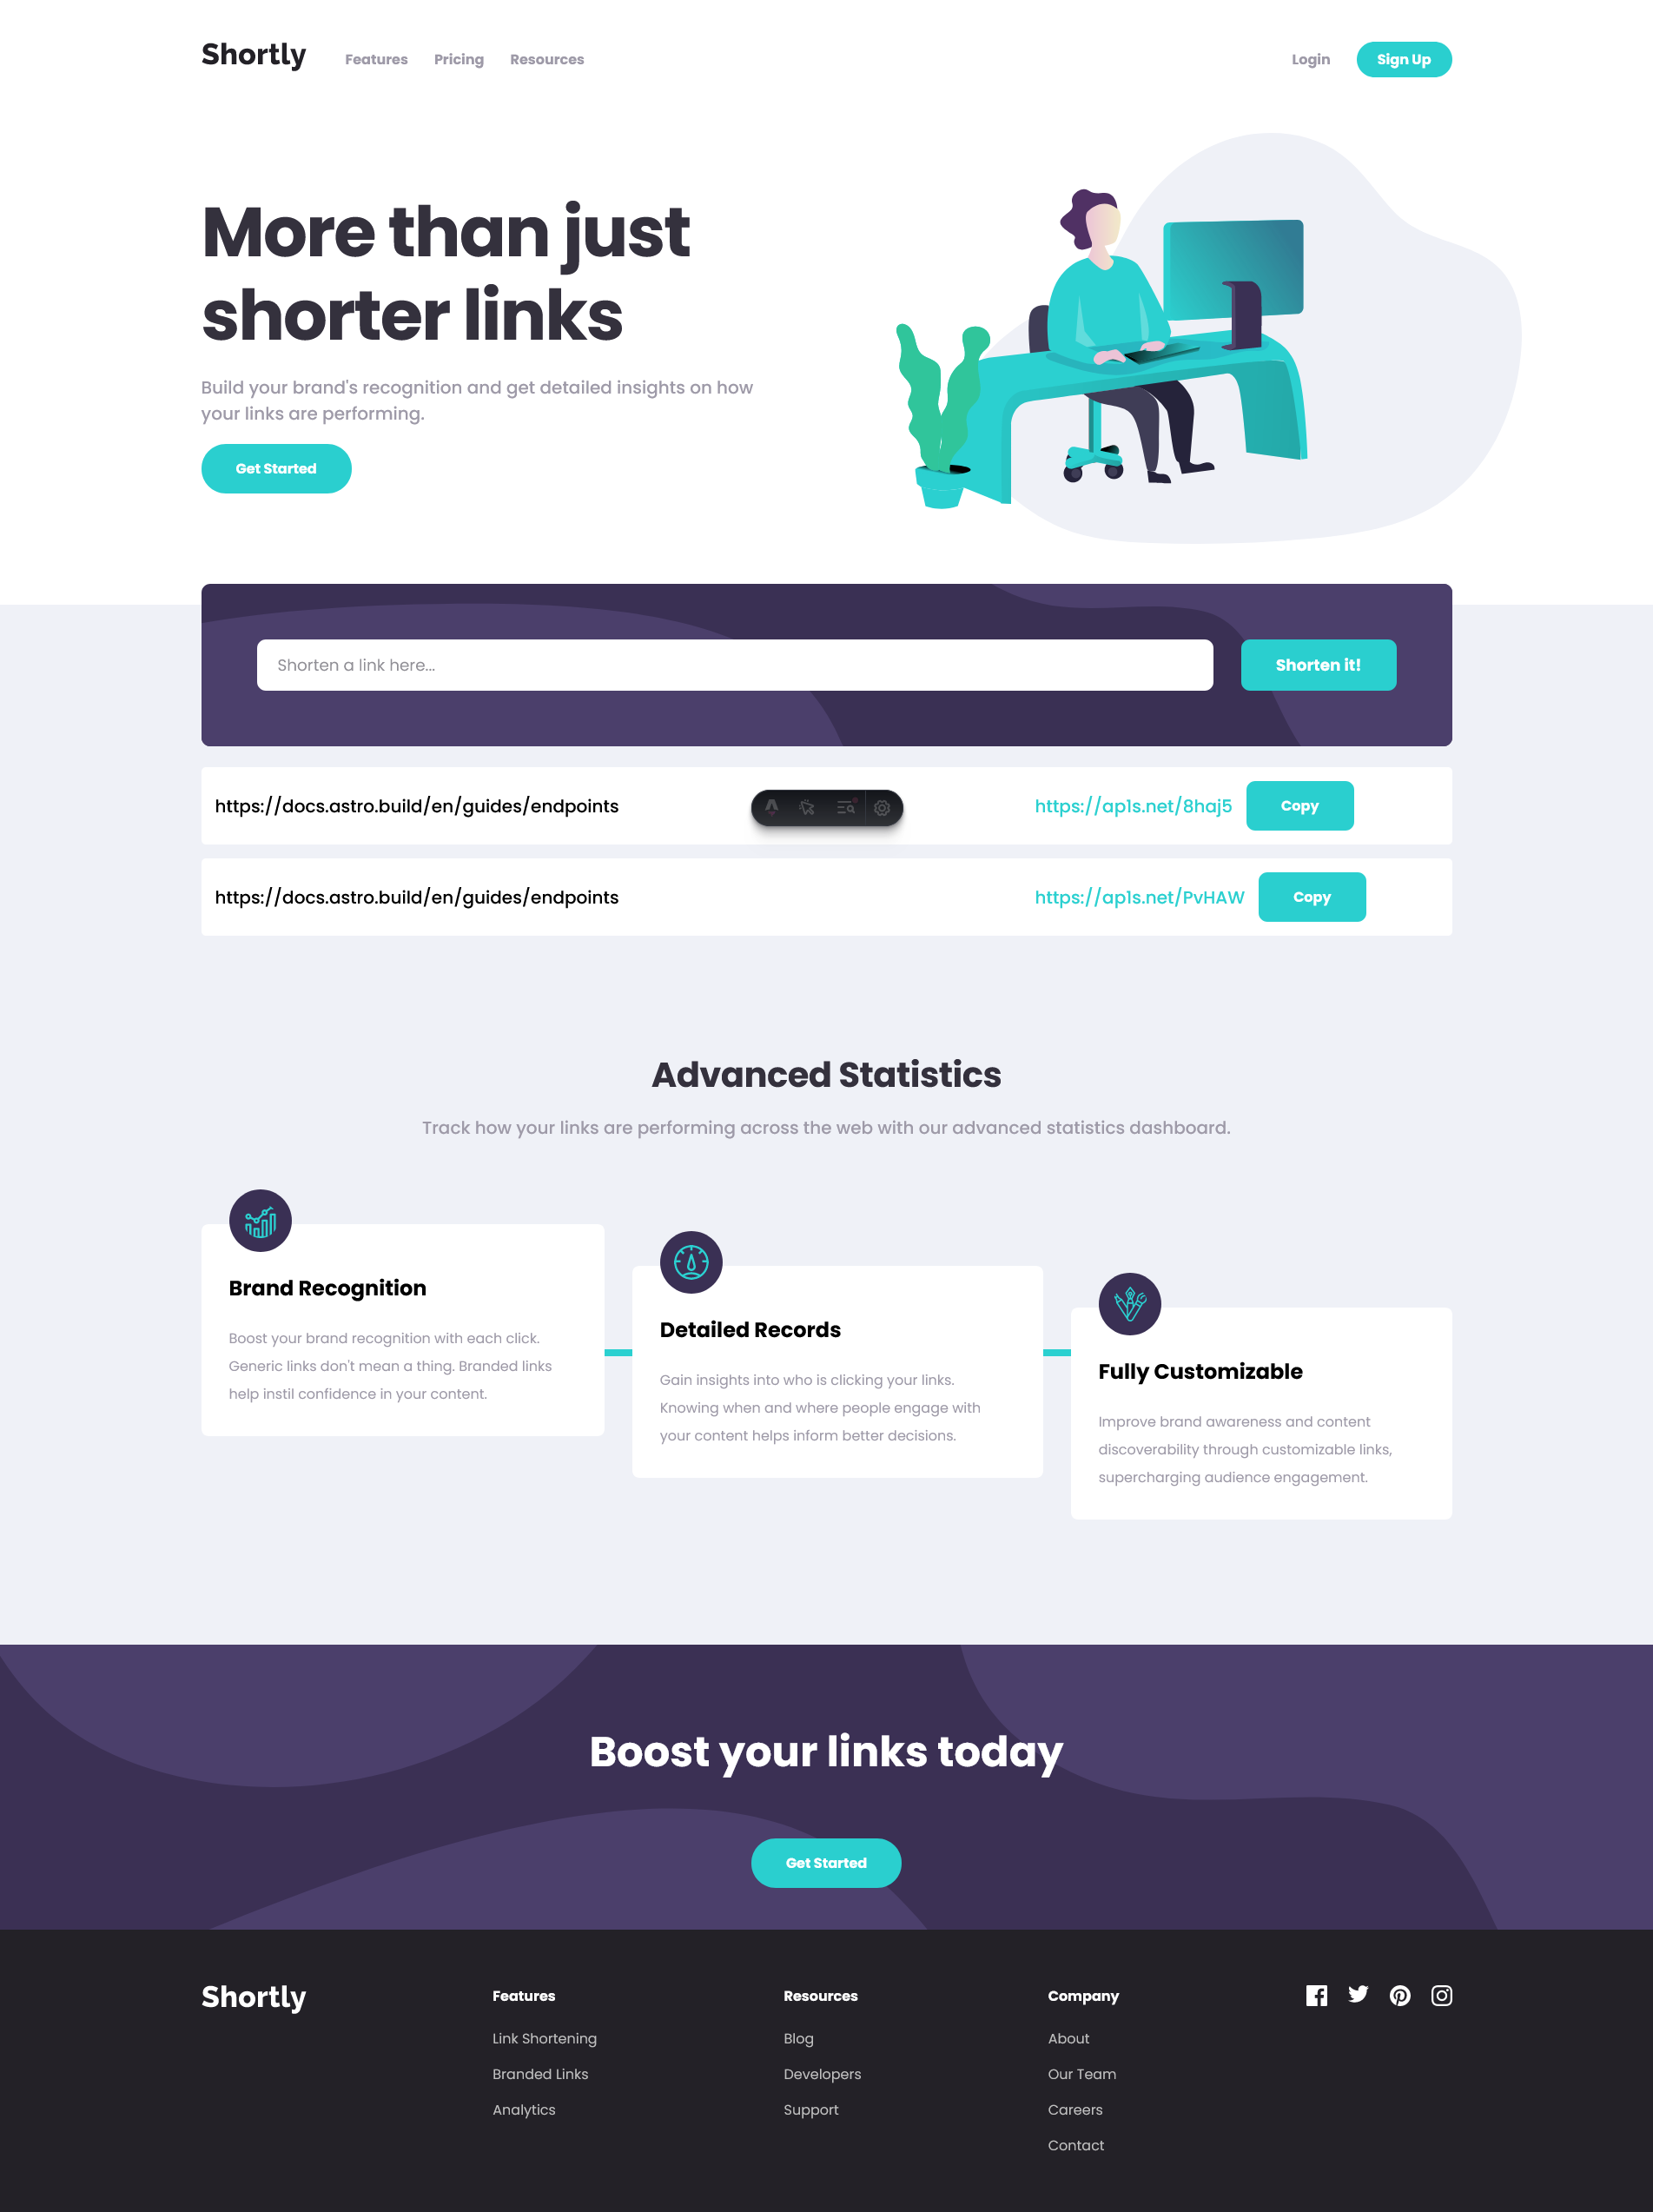 Shortly
Features
Pricing
Resources
Login
Sign Up
More than just
shorter links
Build your brand's recognition and get detailed insights on how
your links are performing.
Get Started
Shorten a link here...
Shorten it!
https://docs.astro.build/en/guides/endpoints
https://ap1s.net/8haj5
Copy
https://docs.astro.build/en/guides/endpoints
https://ap1s.net/PvHAW
Copy
Advanced Statistics
Track how your links are performing across the web with our advanced statistics dashboard.
Brand Recognition
Boost your brand recognition with each click.
Generic links don't mean a thing. Branded links
help instil confidence in your content.
Detailed Records
Gain insights into who is clicking your links.
Knowing when and where people engage with
your content helps inform better decisions.
Fully Customizable
Improve brand awareness and content
discoverability through customizable links,
supercharging audience engagement.
Boost your links today
Get Started
Shortly
Features
Link Shortening
Branded Links
Analytics
Resources
Blog
Developers
Support
Company
About
Our Team
Careers
Contact